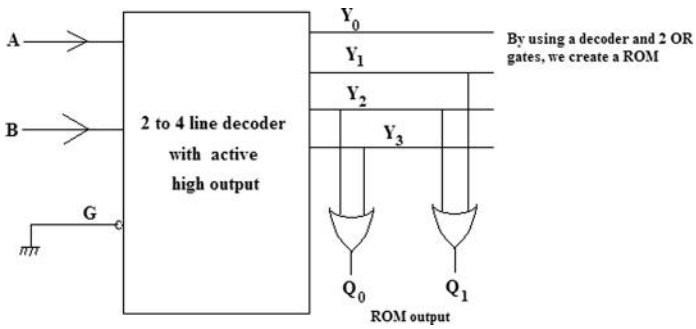 Y0
A
By using a decoder and 2 OR
gates, we create a ROM
Y1
Y2
B
2 to 4 line decoder
with active
high output
Y3
G
Q0
Q1
ROM output